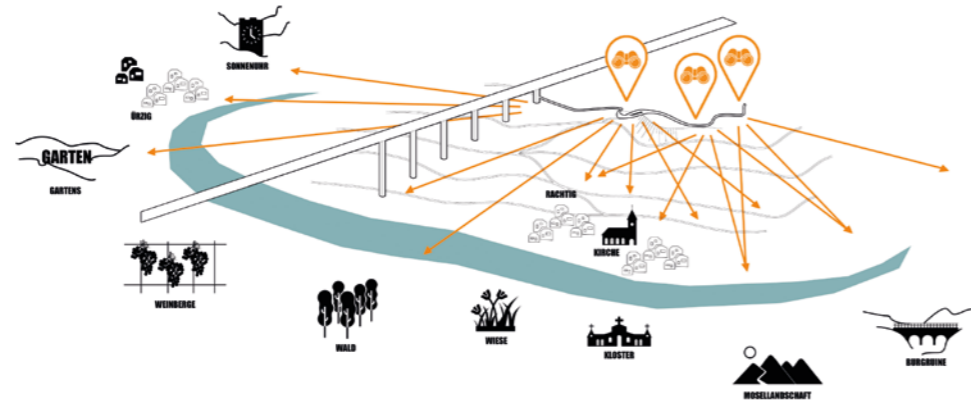 SONNENUHR
ÜRZIG
GARTEN
GARTENS
RACHTIG
KIRCHE
WEINBERGE
WALD
WIESE
KLOSTER
MOSELLANDSCHAFT
BURGRUINE